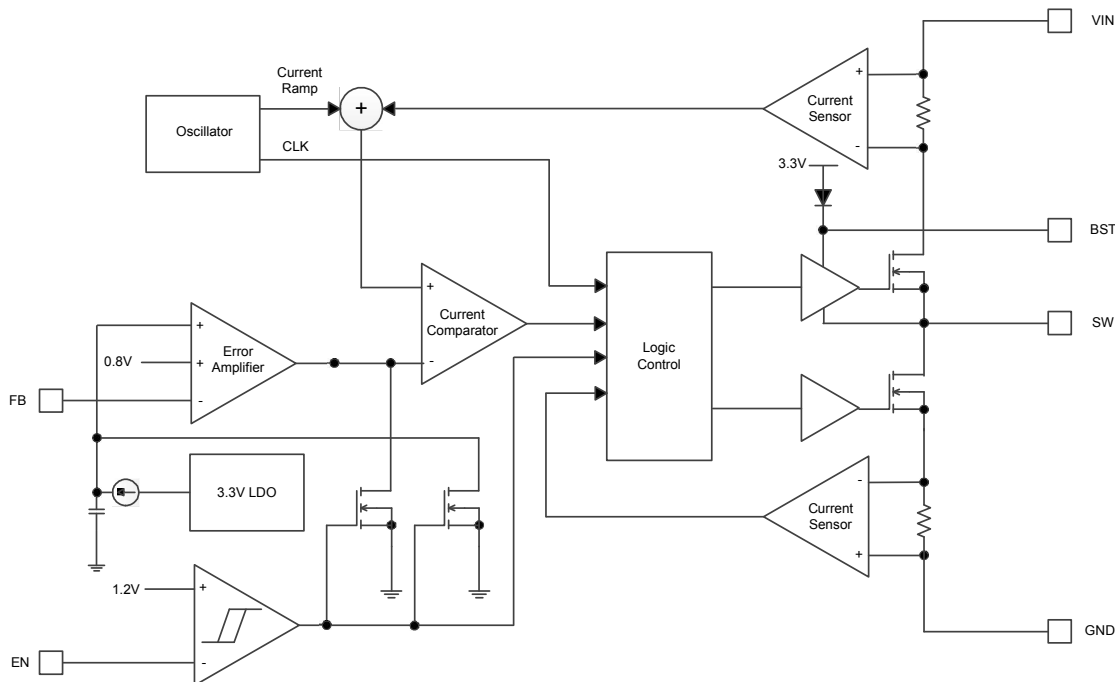 VIN
Current
Ramp
+
Oscillator
+
Current
Sensor
-
CLK
3.3V
BST
+
Current
Comparator
-
SW
Logic
Control
+
0.8V
+
Error
Amplifier
-
FB
3.3V LDO
-
Current
Sensor
+
1.2V
+
-
EN
GND